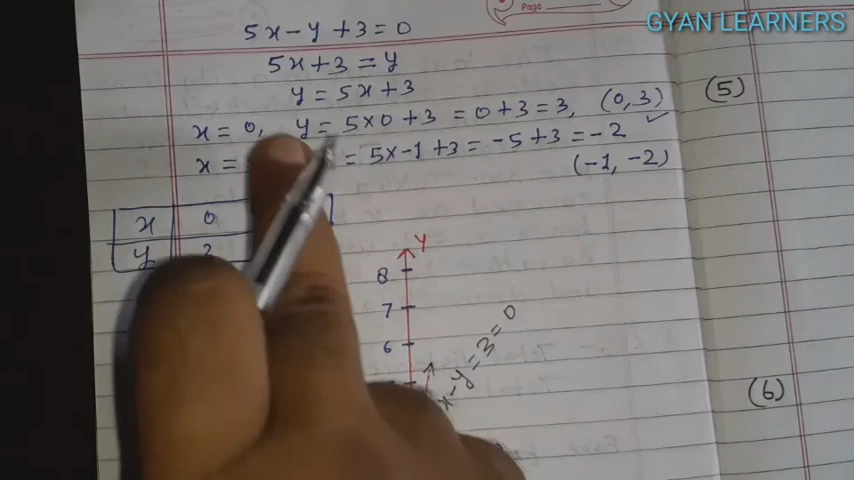 Page
GYAN LEARNERS
5x-y+3=0
5x+3=y
y=5x+3
x=0, y=5×0+3=0+3=3, (0,3)
(5)
x= =5×-1+3=-5+3=-2 ✓
(-1,-2)
x 0
y
Y
8
7
6
x-y=3=0
(6)